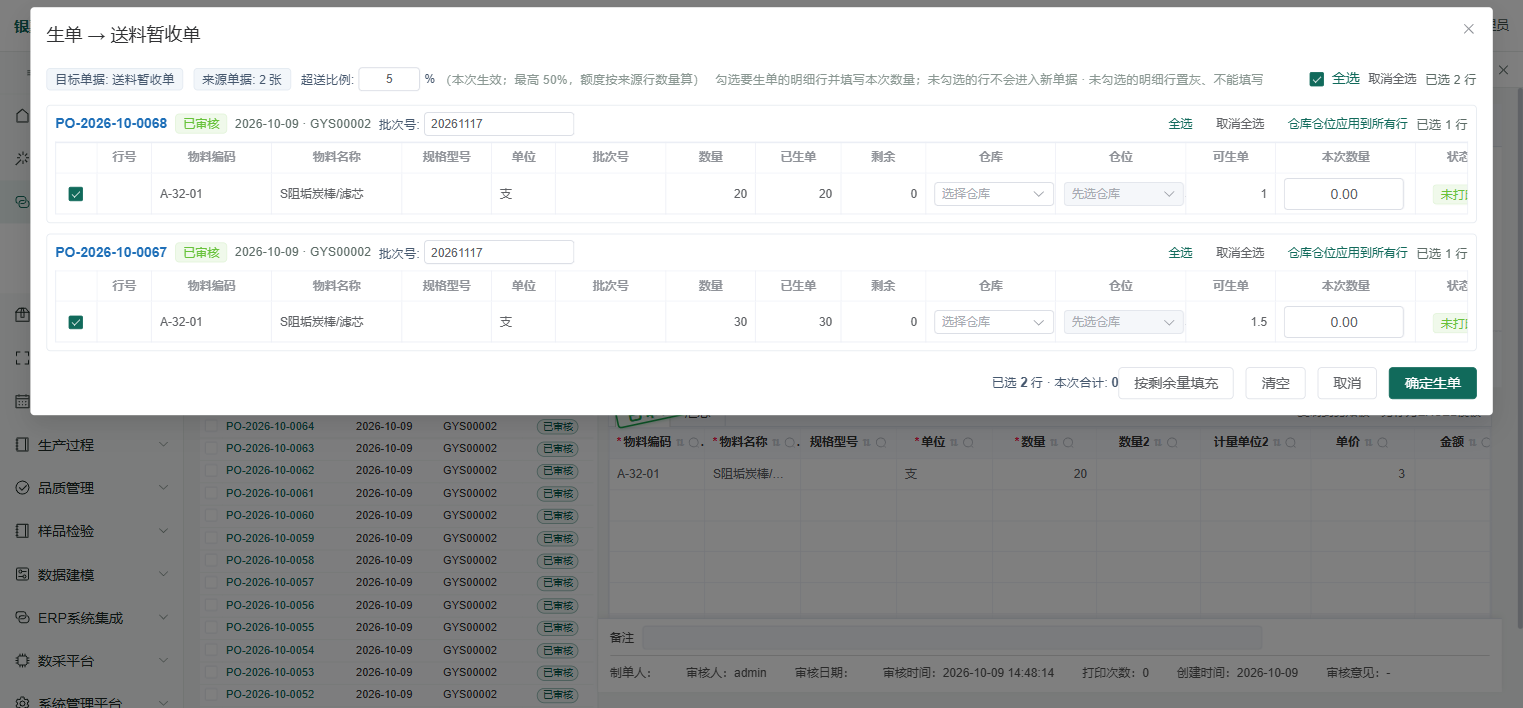 银
生单 → 送料暂收单
员
目标单据: 送料暂收单 来源单据: 2 张 超送比例: 5 % (本次生效；最高 50%，额度按来源行数量算) 勾选要生单的明细行并填写本次数量；未勾选的行不会进入新单据 · 未勾选的明细行置灰、不能填写 全选 取消全选 已选 2 行
PO-2026-10-0068 已审核 2026-10-09 · GYS00002 批次号: 20261117 全选 取消全选 仓库仓位应用到所有行 已选 1 行
行号 物料编码 物料名称 规格型号 单位 批次号 数量 已生单 剩余 仓库 仓位 可生单 本次数量 状态
A-32-01 S阻垢炭棒/滤芯 支 20 20 0 选择仓库 先选仓库 1 0.00 未打
PO-2026-10-0067 已审核 2026-10-09 · GYS00002 批次号: 20261117 全选 取消全选 仓库仓位应用到所有行 已选 1 行
行号 物料编码 物料名称 规格型号 单位 批次号 数量 已生单 剩余 仓库 仓位 可生单 本次数量 状态
A-32-01 S阻垢炭棒/滤芯 支 30 30 0 选择仓库 先选仓库 1.5 0.00 未打
已选 2 行 · 本次合计: 0 按剩余量填充 清空 取消 确定生单
生产过程
品质管理
样品检验
数据建模
ERP系统集成
数采平台
系统管理平台
PO-2026-10-0064 2026-10-09 GYS00002 已审核
PO-2026-10-0063 2026-10-09 GYS00002 已审核
PO-2026-10-0062 2026-10-09 GYS00002 已审核
PO-2026-10-0061 2026-10-09 GYS00002 已审核
PO-2026-10-0060 2026-10-09 GYS00002 已审核
PO-2026-10-0059 2026-10-09 GYS00002 已审核
PO-2026-10-0058 2026-10-09 GYS00002 已审核
PO-2026-10-0057 2026-10-09 GYS00002 已审核
PO-2026-10-0056 2026-10-09 GYS00002 已审核
PO-2026-10-0055 2026-10-09 GYS00002 已审核
PO-2026-10-0054 2026-10-09 GYS00002 已审核
PO-2026-10-0053 2026-10-09 GYS00002 已审核
PO-2026-10-0052 2026-10-09 GYS00002 已审核
*物料编码 *物料名称 规格型号 *单位 *数量 数量2 计量单位2 单价 金额
A-32-01 S阻垢炭棒/... 支 20 3
备注
制单人： 审核人：admin 审核日期： 审核时间：2026-10-09 14:48:14 打印次数：0 创建时间：2026-10-09 审核意见：-